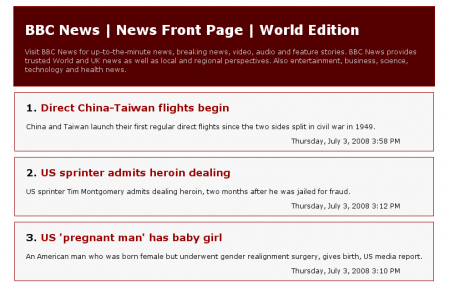 BBC News | News Front Page | World Edition
Visit BBC News for up-to-the-minute news, breaking news, video, audio and feature stories. BBC News provides
trusted World and UK news as well as local and regional perspectives. Also entertainment, business, science,
technology and health news.
1. Direct China-Taiwan flights begin
China and Taiwan launch their first regular direct flights since the two sides split in civil war in 1949.
Thursday, July 3, 2008 3:58 PM
2. US sprinter admits heroin dealing
US sprinter Tim Montgomery admits dealing heroin, two months after he was jailed for fraud.
Thursday, July 3, 2008 3:12 PM
3. US 'pregnant man' has baby girl
An American man who was born female but underwent gender realignment surgery, gives birth, US media report.
Thursday, July 3, 2008 3:10 PM